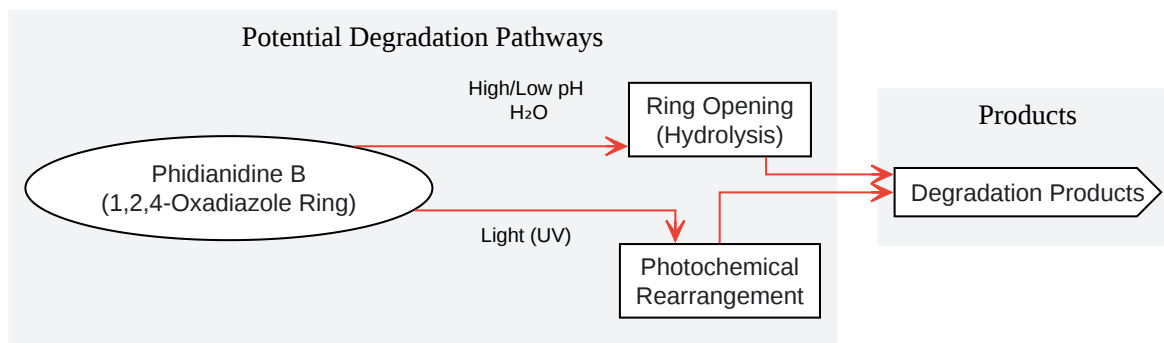 Potential Degradation Pathways
High/Low pH
H₂O
Ring Opening
(Hydrolysis)
Products
Phidianidine B
(1,2,4-Oxadiazole Ring)
Degradation Products
Light (UV)
Photochemical
Rearrangement